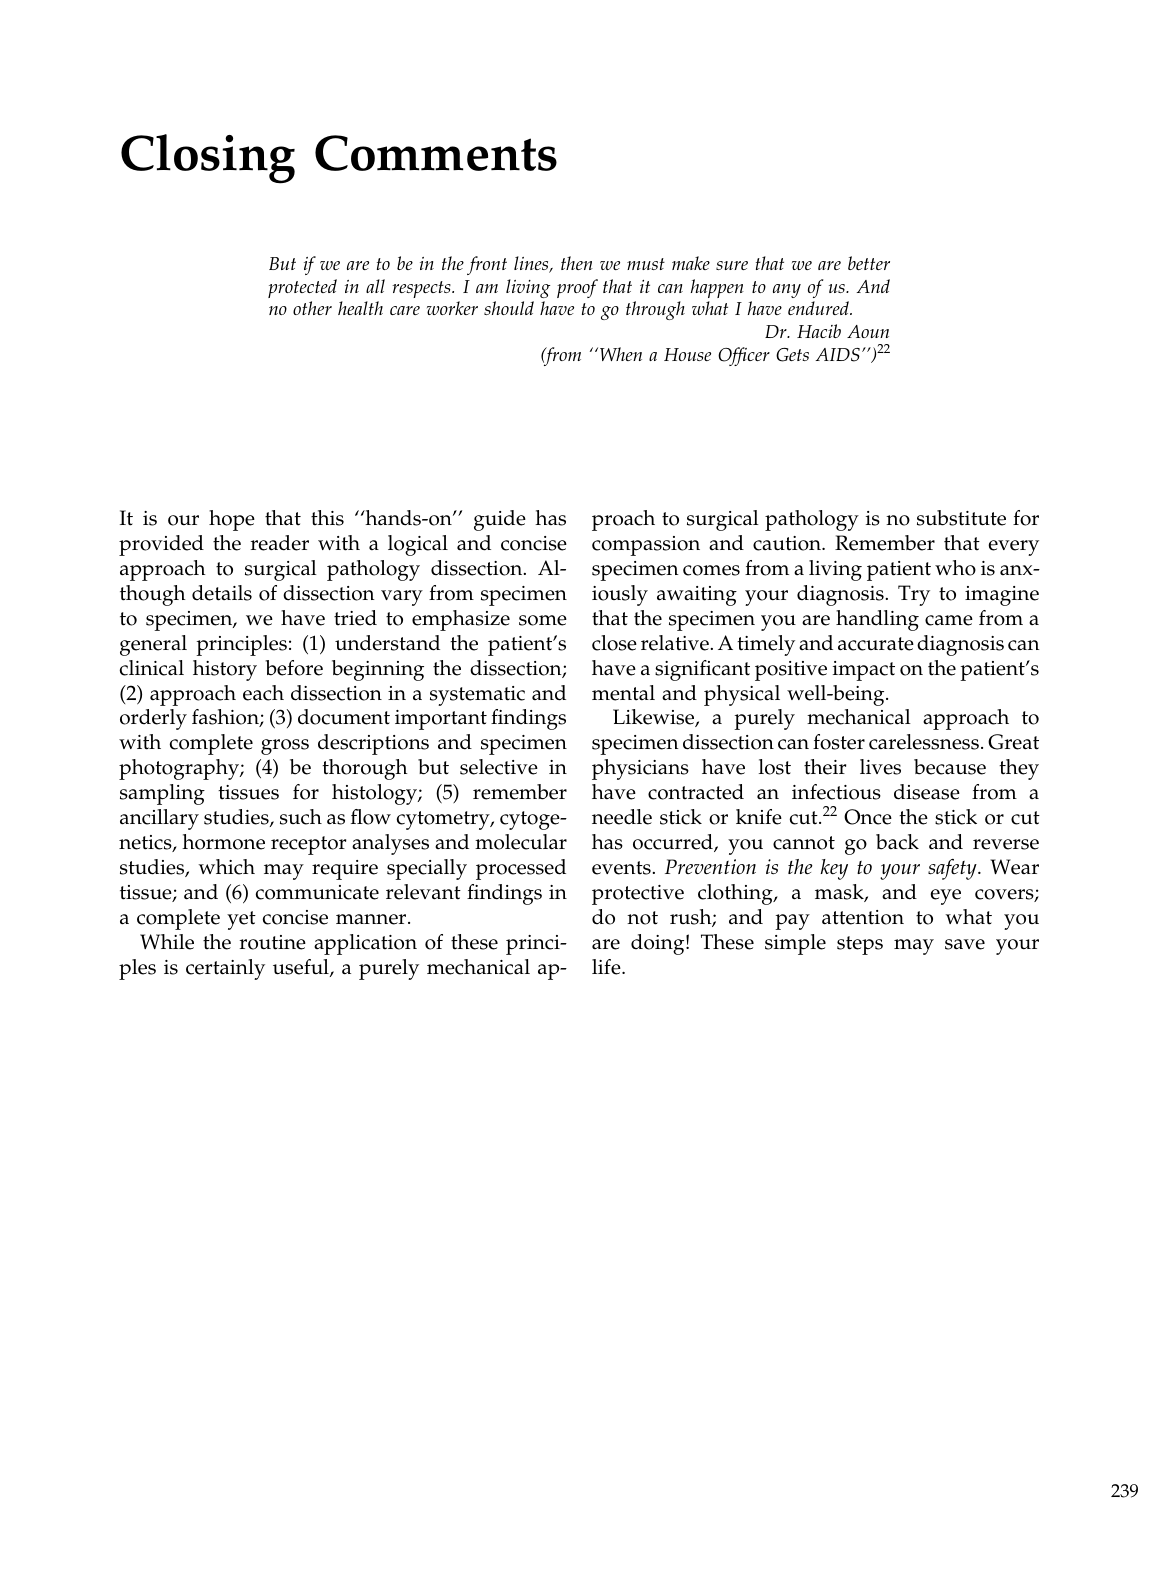 Closing Comments
But if we are to be in the front lines, then we must make sure that we are better
protected in all respects. I am living proof that it can happen to any of us. And
no other health care worker should have to go through what I have endured.
Dr. Hacib Aoun
(from ‘‘When a House Officer Gets AIDS’’)22
It is our hope that this ‘‘hands-on’’ guide has
provided the reader with a logical and concise
approach to surgical pathology dissection. Al-
though details of dissection vary from specimen
to specimen, we have tried to emphasize some
general principles: (1) understand the patient’s
clinical history before beginning the dissection;
(2) approach each dissection in a systematic and
orderly fashion; (3) document important findings
with complete gross descriptions and specimen
photography; (4) be thorough but selective in
sampling tissues for histology; (5) remember
ancillary studies, such as flow cytometry, cytoge-
netics, hormone receptor analyses and molecular
studies, which may require specially processed
tissue; and (6) communicate relevant findings in
a complete yet concise manner.
While the routine application of these princi-
ples is certainly useful, a purely mechanical ap-
proach to surgical pathology is no substitute for
compassion and caution. Remember that every
specimen comes from a living patient who is anx-
iously awaiting your diagnosis. Try to imagine
that the specimen you are handling came from a
close relative. A timely and accurate diagnosis can
have a significant positive impact on the patient’s
mental and physical well-being.
Likewise, a purely mechanical approach to
specimen dissection can foster carelessness. Great
physicians have lost their lives because they
have contracted an infectious disease from a
needle stick or knife cut.22 Once the stick or cut
has occurred, you cannot go back and reverse
events. Prevention is the key to your safety. Wear
protective clothing, a mask, and eye covers;
do not rush; and pay attention to what you
are doing! These simple steps may save your
life.
239